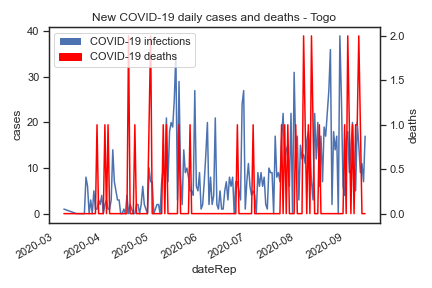 New COVID-19 daily cases and deaths - Togo
COVID-19 infections
COVID-19 deaths
40
30
20
10
0
cases
2.0
1.5
1.0
0.5
0.0
deaths
2020-03
2020-04
2020-05
2020-06
2020-07
2020-08
2020-09
dateRep